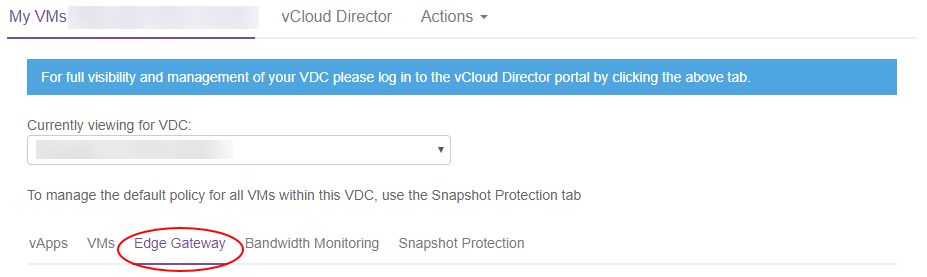 My VMs vCloud Director Actions
For full visibility and management of your VDC please log in to the vCloud Director portal by clicking the above tab.
Currently viewing for VDC:
To manage the default policy for all VMs within this VDC, use the Snapshot Protection tab
vApps VMs Edge Gateway Bandwidth Monitoring Snapshot Protection